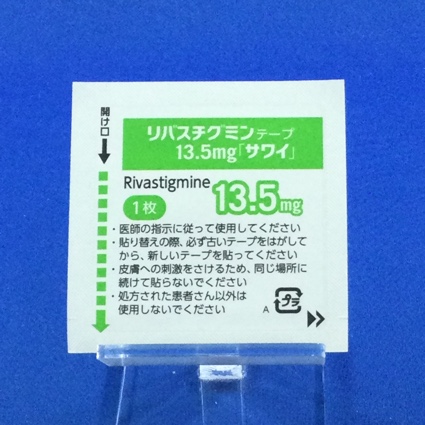 開け口
リバスチグミンテープ
13.5mg「サワイ」
Rivastigmine
13.5mg
1枚
・医師の指示に従って使用してください
・貼り替えの際、必ず古いテープをはがして
から、新しいテープを貼ってください
・皮膚への刺激をさけるため、同じ場所に
続けて貼らないでください
・処方された患者さん以外は
使用しないでください
A
プラ